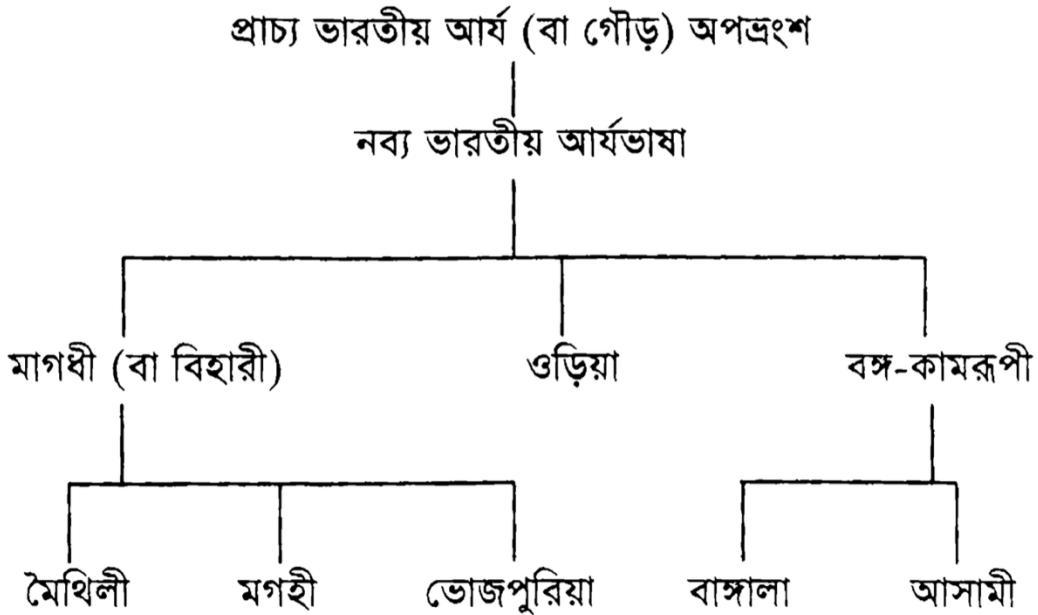 প্রাচ্য ভারতীয় আর্য (বা গৌড়) অপভ্রংশ
নব্য ভারতীয় আর্যভাষা
মাগধী (বা বিহারী) ওড়িয়া বঙ্গ-কামরূপী
মৈথিলী মগহী ভোজপুরিয়া বাঙ্গালা আসামী